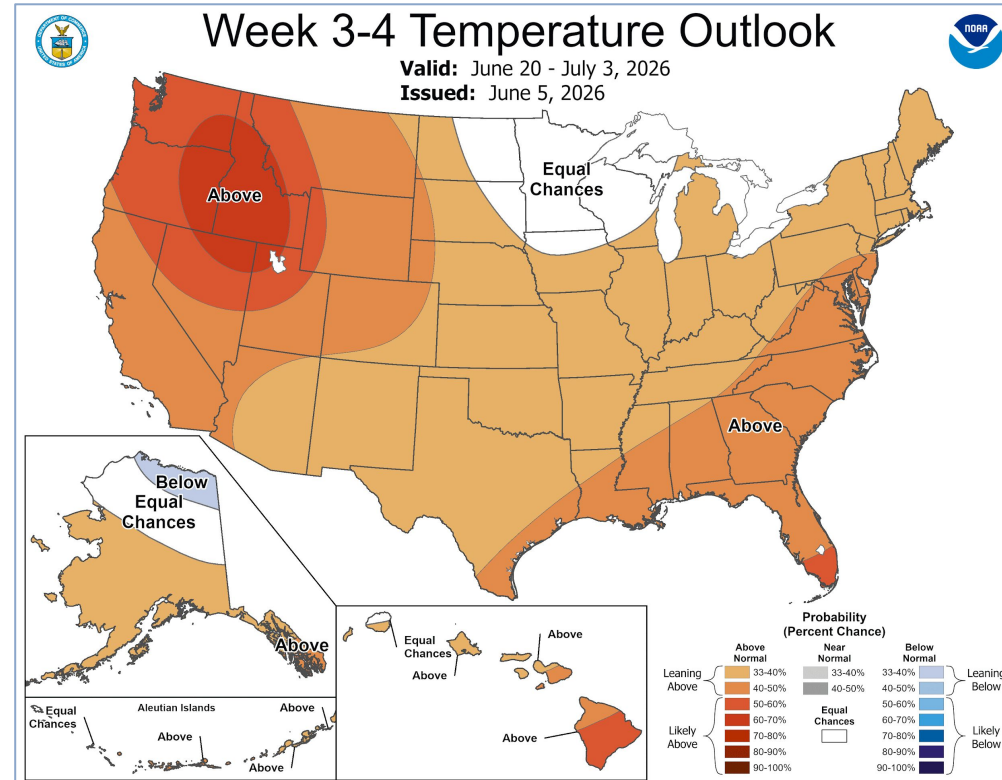 Week 3-4 Temperature Outlook
Valid: June 20 - July 3, 2026
Issued: June 5, 2026
NOAA
Above
Equal
Chances
Above
Below
Equal
Chances
Above
Equal
Chances
Aleutian Islands
Above
Above
Above
Equal
Chances
Above
Above
Above
Probability
(Percent Chance)
Above
Normal
Near
Normal
Below
Normal
Leaning
Above
33-40%
40-50%
Likely
Above
50-60%
60-70%
70-80%
80-90%
90-100%
33-40%
40-50%
Equal
Chances
33-40%
40-50%
Leaning
Below
50-60%
60-70%
70-80%
80-90%
90-100%
Likely
Below